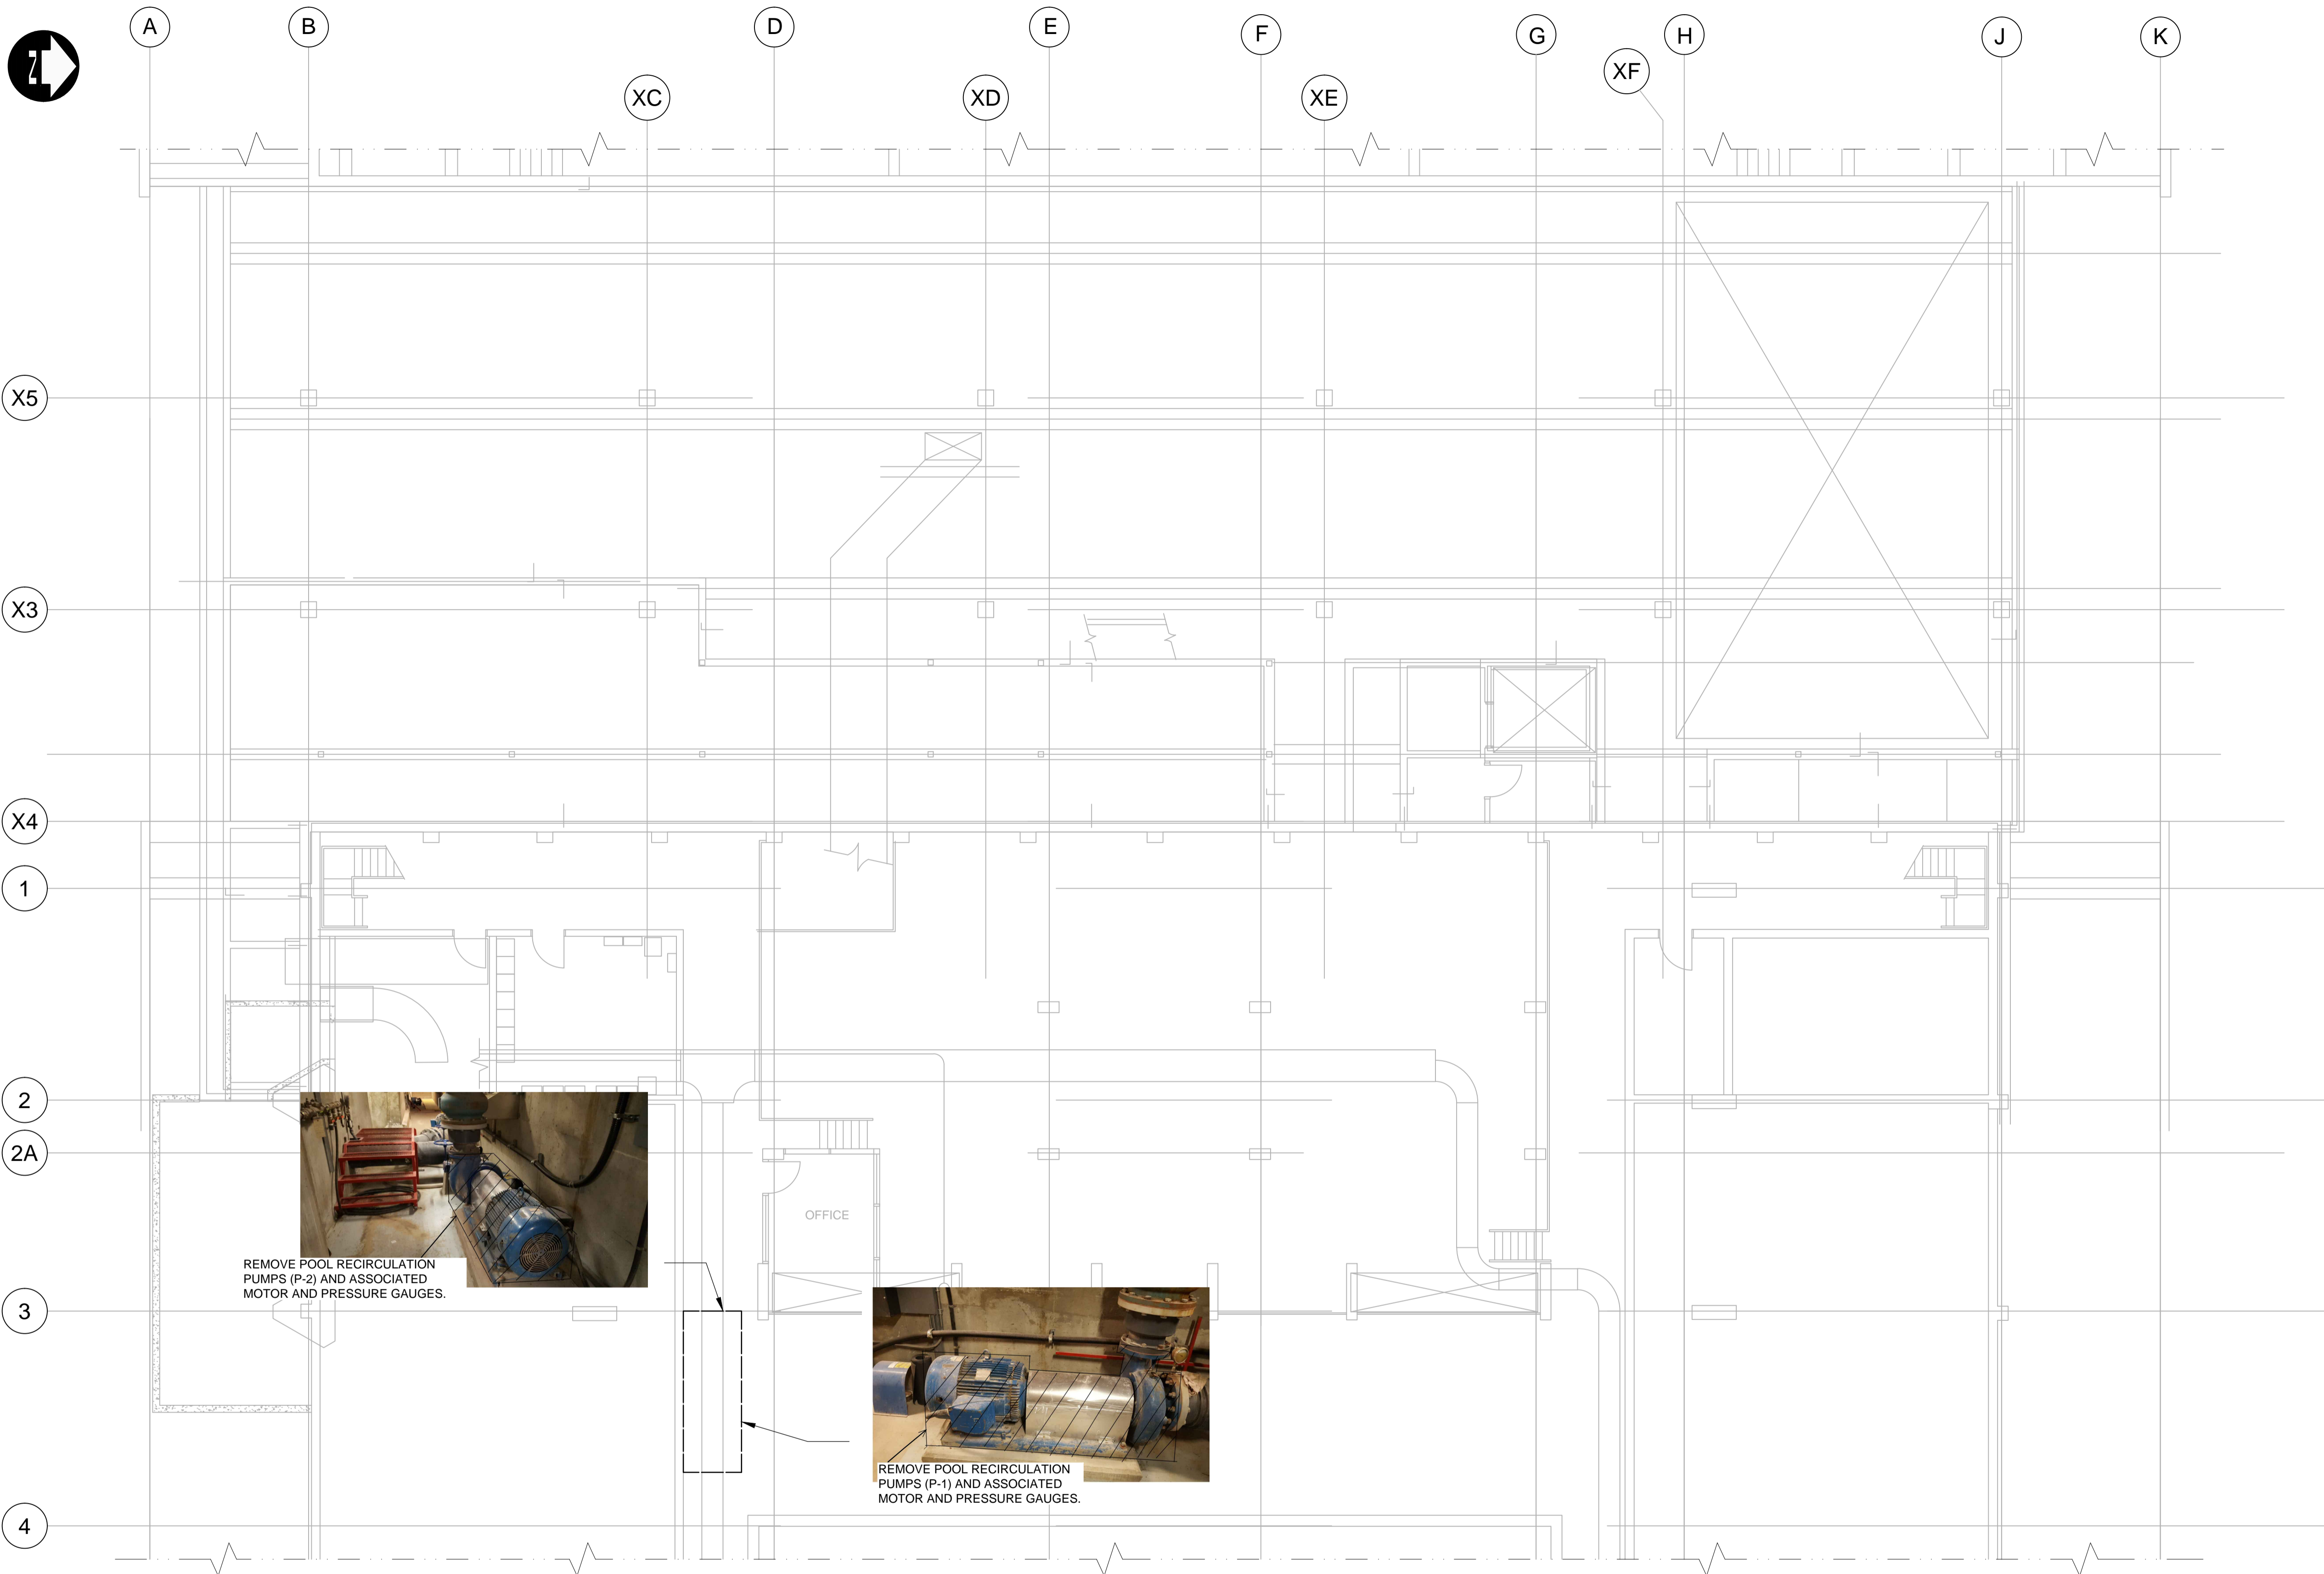 A
B
D
E
F
G
H
J
K
N
XC
XD
XE
XF
X5
X3
X4
1
2
2A
OFFICE
REMOVE POOL RECIRCULATION
PUMPS (P-2) AND ASSOCIATED
MOTOR AND PRESSURE GAUGES.
3
REMOVE POOL RECIRCULATION
PUMPS (P-1) AND ASSOCIATED
MOTOR AND PRESSURE GAUGES.
4